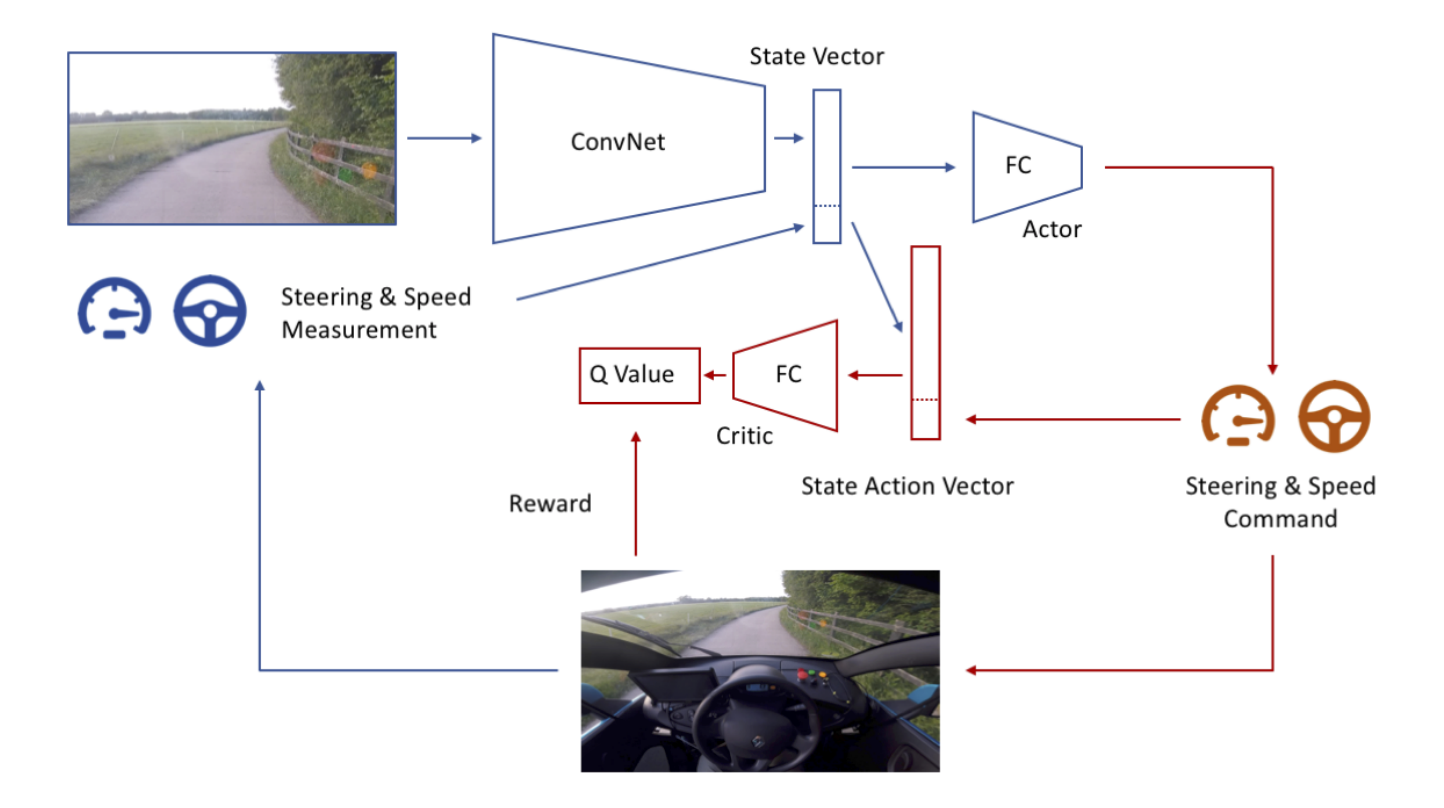 State Vector
ConvNet
FC
Actor
Steering & Speed
Measurement
Q Value
FC
Critic
State Action Vector
Reward
Steering & Speed
Command